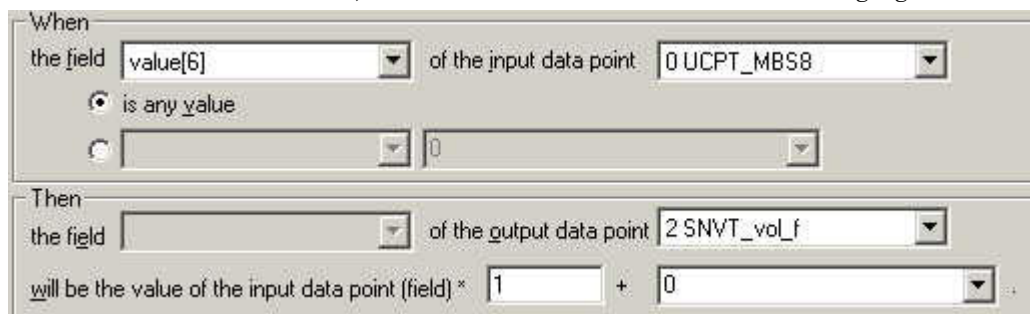 When
the field value[6] of the input data point 0 UCPT_MBS8
is any value
0
Then
the field of the output data point 2 SNVT_vol_f
will be the value of the input data point (field) * 1 + 0 .